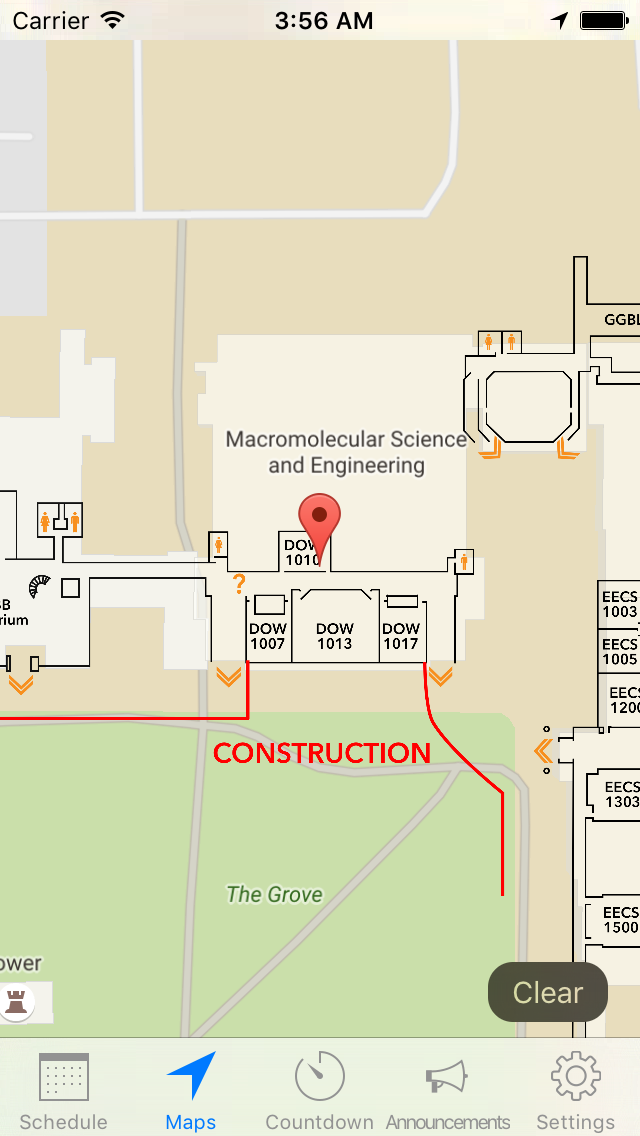 Carrier 3:56 AM
GGBL
Macromolecular Science
and Engineering
DOW
1010
?
DOW
1007
DOW
1013
DOW
1017
SB
rium
EECS
1003
EECS
1005
EECS
1200
EECS
1303
EECS
1500
CONSTRUCTION
The Grove
ower
Clear
Schedule Maps Countdown Announcements Settings